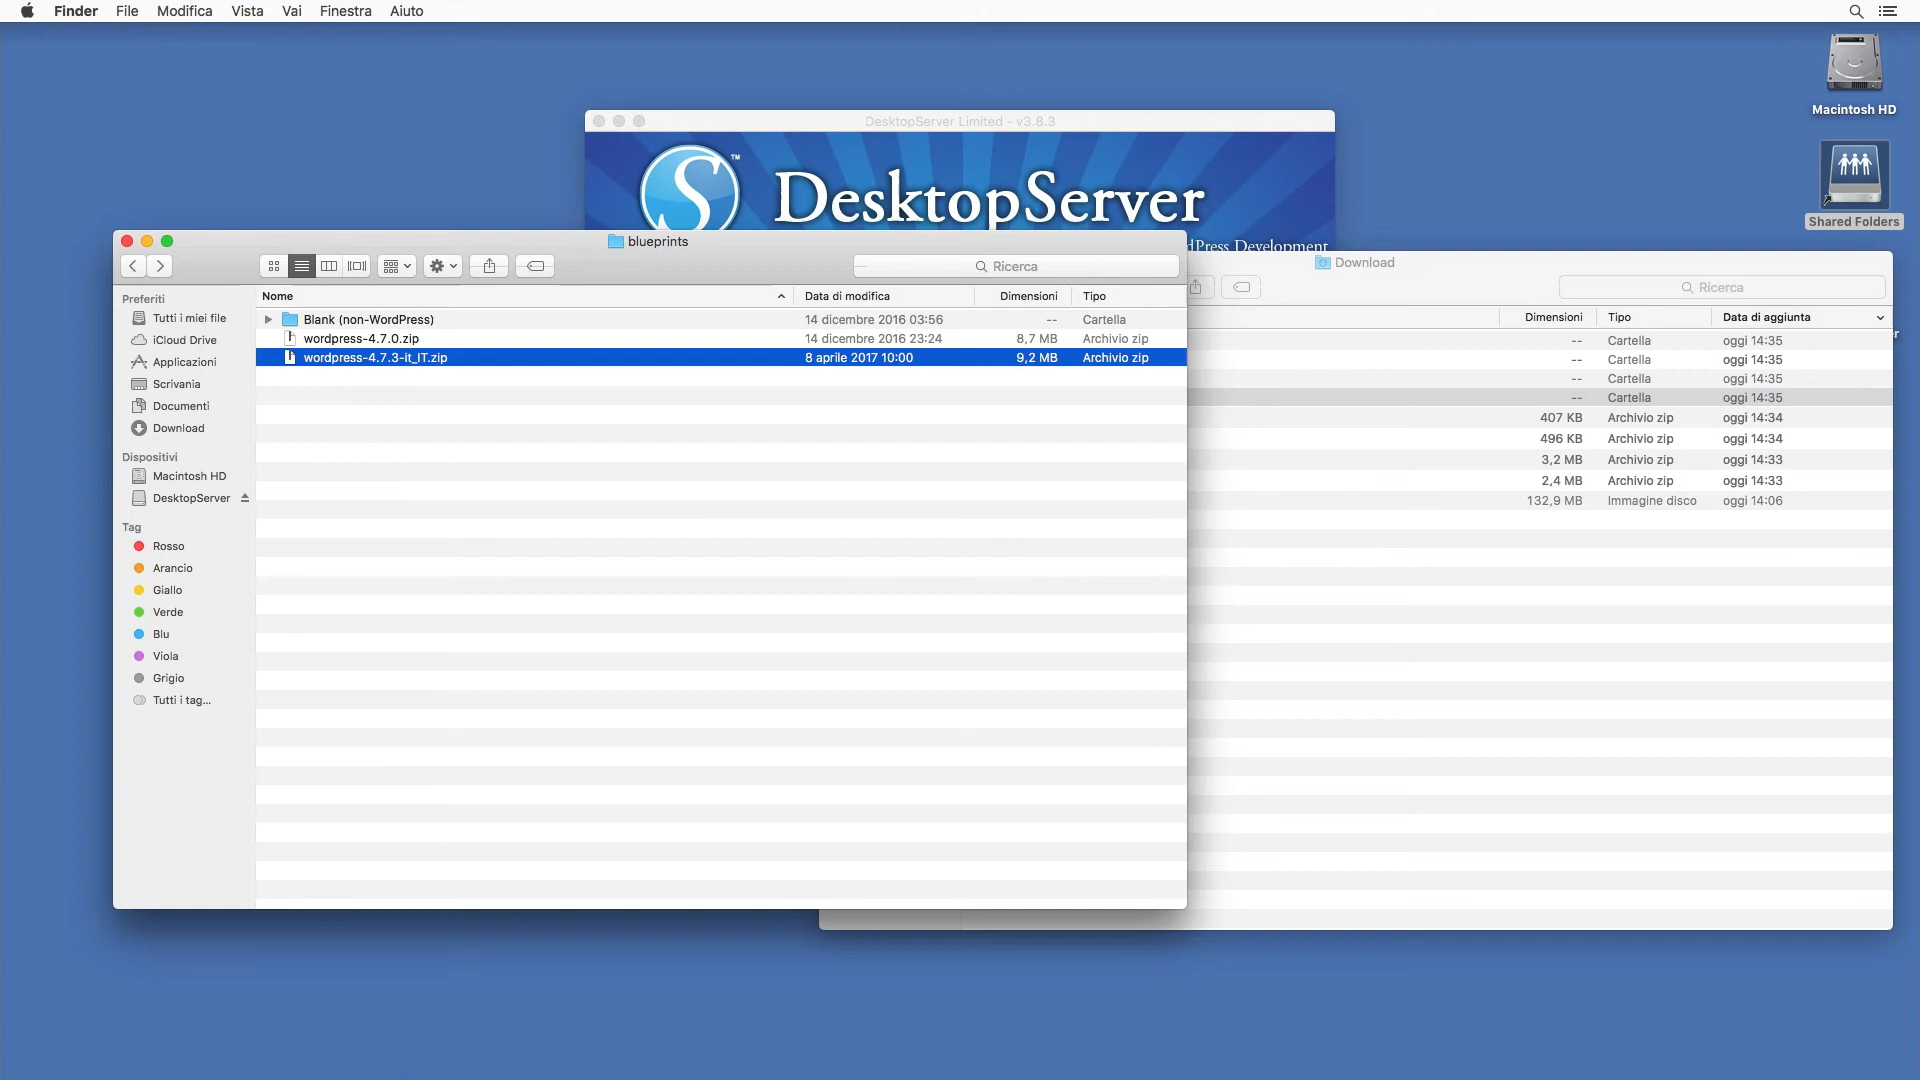 Finder File Modifica Vista Vai Finestra Aiuto
Macintosh HD
Shared Folders
DesktopServer Limited - v3.8.3
S™
DesktopServer
dPress Development
blueprints
Ricerca
Preferiti
Tutti i miei file
iCloud Drive
Applicazioni
Scrivania
Documenti
Download
Dispositivi
Macintosh HD
DesktopServer
Tag
Rosso
Arancio
Giallo
Verde
Blu
Viola
Grigio
Tutti i tag...
Nome Data di modifica Dimensioni Tipo
Blank (non-WordPress) 14 dicembre 2016 03:56 -- Cartella
wordpress-4.7.0.zip 14 dicembre 2016 23:24 8,7 MB Archivio zip
wordpress-4.7.3-it_IT.zip 8 aprile 2017 10:00 9,2 MB Archivio zip
Download
Ricerca
Dimensioni Tipo Data di aggiunta
-- Cartella oggi 14:35
-- Cartella oggi 14:35
-- Cartella oggi 14:35
-- Cartella oggi 14:35
407 KB Archivio zip oggi 14:34
496 KB Archivio zip oggi 14:34
3,2 MB Archivio zip oggi 14:33
2,4 MB Archivio zip oggi 14:33
132,9 MB Immagine disco oggi 14:06